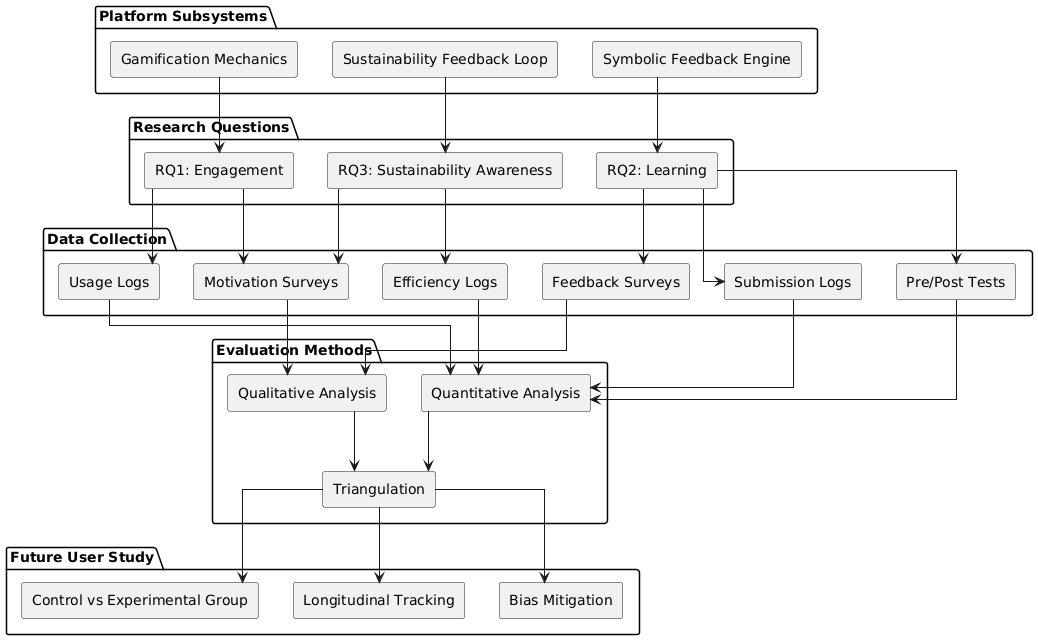 Platform Subsystems
Gamification Mechanics
Sustainability Feedback Loop
Symbolic Feedback Engine
Research Questions
RQ1: Engagement
RQ3: Sustainability Awareness
RQ2: Learning
Data Collection
Usage Logs
Motivation Surveys
Efficiency Logs
Feedback Surveys
Submission Logs
Pre/Post Tests
Evaluation Methods
Qualitative Analysis
Quantitative Analysis
Triangulation
Future User Study
Control vs Experimental Group
Longitudinal Tracking
Bias Mitigation